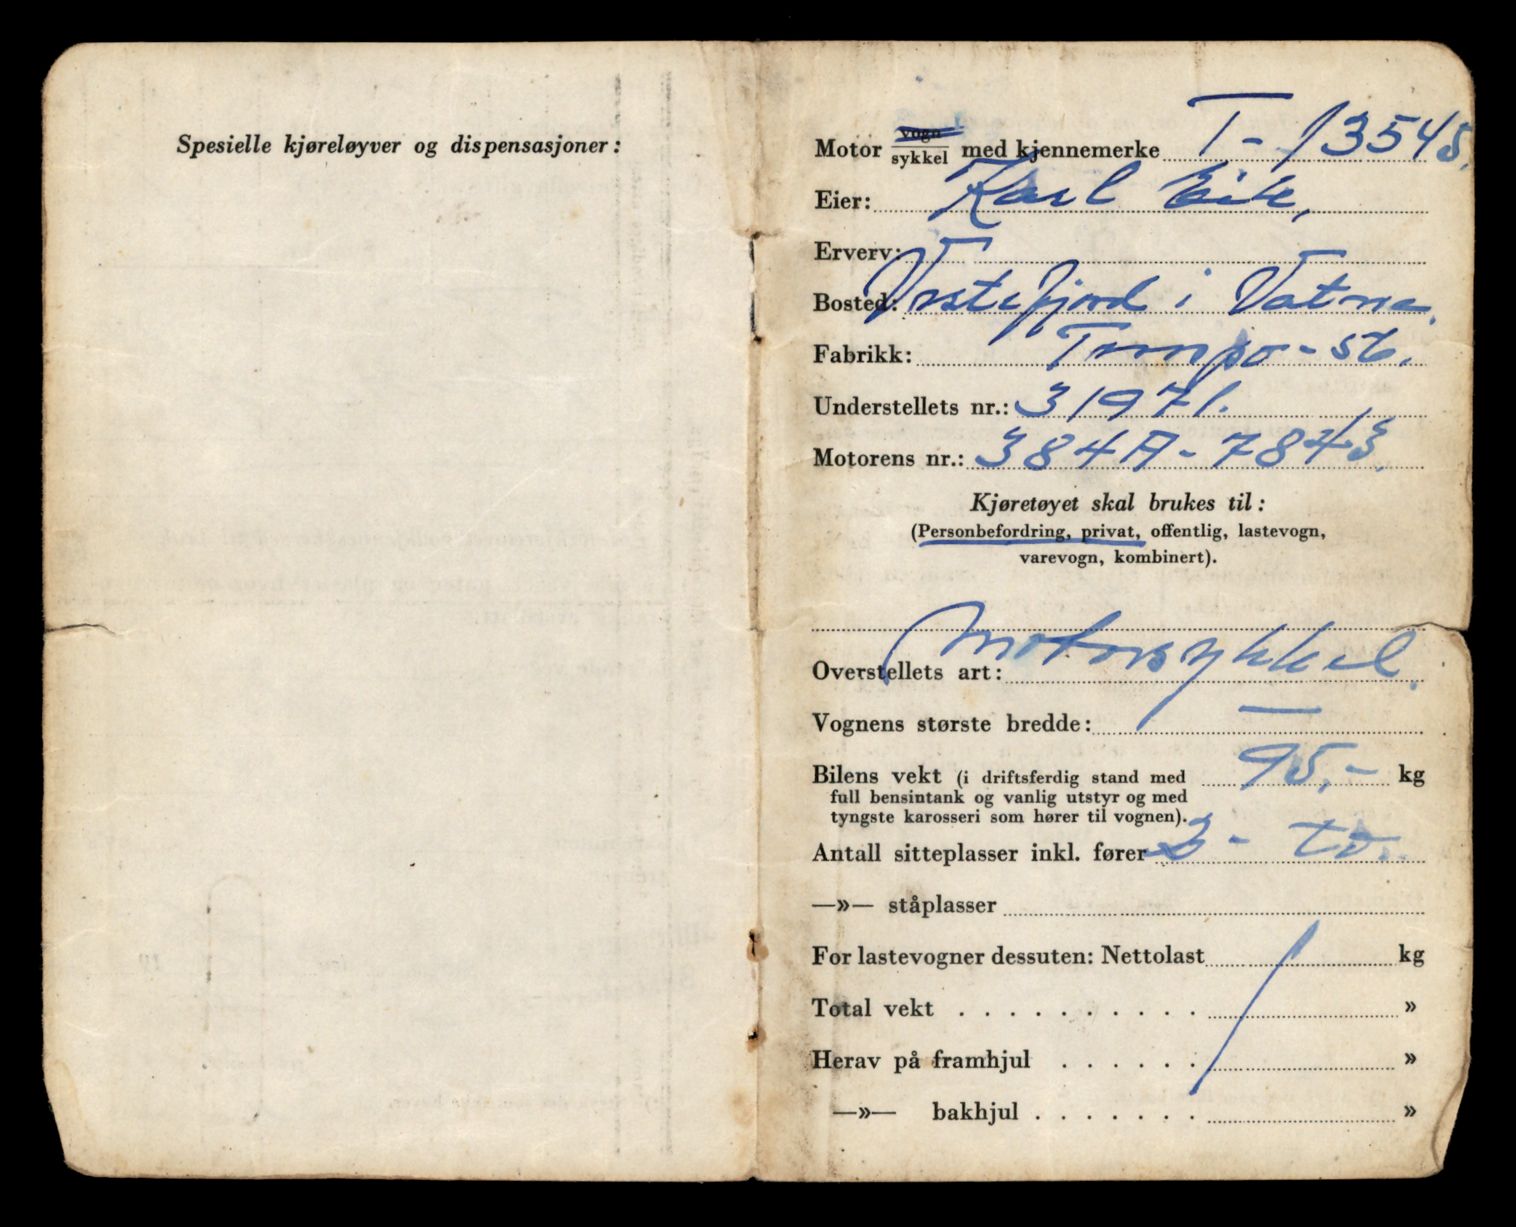 Spesielle kjøreløyver og dispensasjoner:
Motor vogn/sykkel med kjennemerke T-13548.
Eier: Karl Eik,
Erverv:
Bosted: Vestefjord i Vatne.
Fabrikk: Tempo-st.
Understellets nr.: 31971.
Motorens nr.: 384A-7843.
Kjøretøyet skal brukes til:
(Personbefordring, privat, offentlig, lastevogn,
varevogn, kombinert).
Overstellets art: Motorsykkel.
Vognens største bredde: —
Bilens vekt (i driftsferdig stand med 95,- kg
full bensintank og vanlig utstyr og med
tyngste karosseri som hører til vognen).
Antall sitteplasser inkl. fører 2 - to.
—»— ståplasser
For lastevogner dessuten: Nettolast kg
Total vekt . . . . . . . . . . »
Herav på framhjul . . . . . . »
—»— bakhjul . . . . . . . »